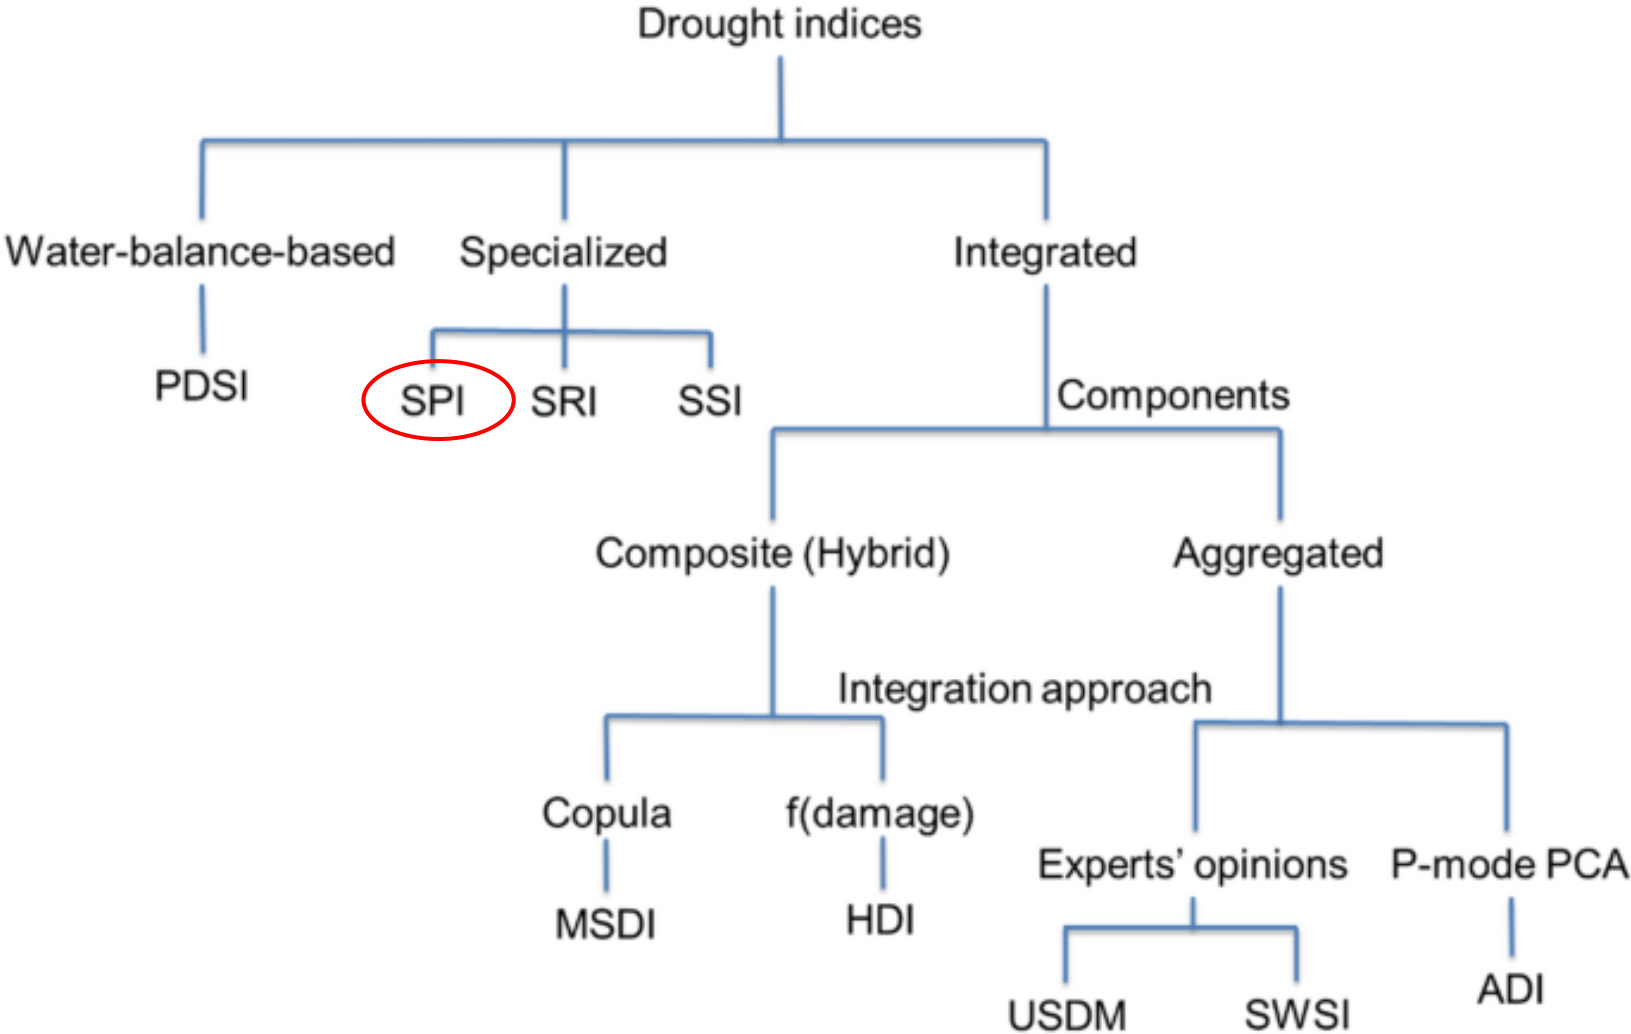 Drought indices
Water-balance-based
Specialized
Integrated
PDSI
SPI
SRI
SSI
Components
Composite (Hybrid)
Aggregated
Integration approach
Copula
f(damage)
Experts’ opinions
P-mode PCA
MSDI
HDI
USDM
SWSI
ADI